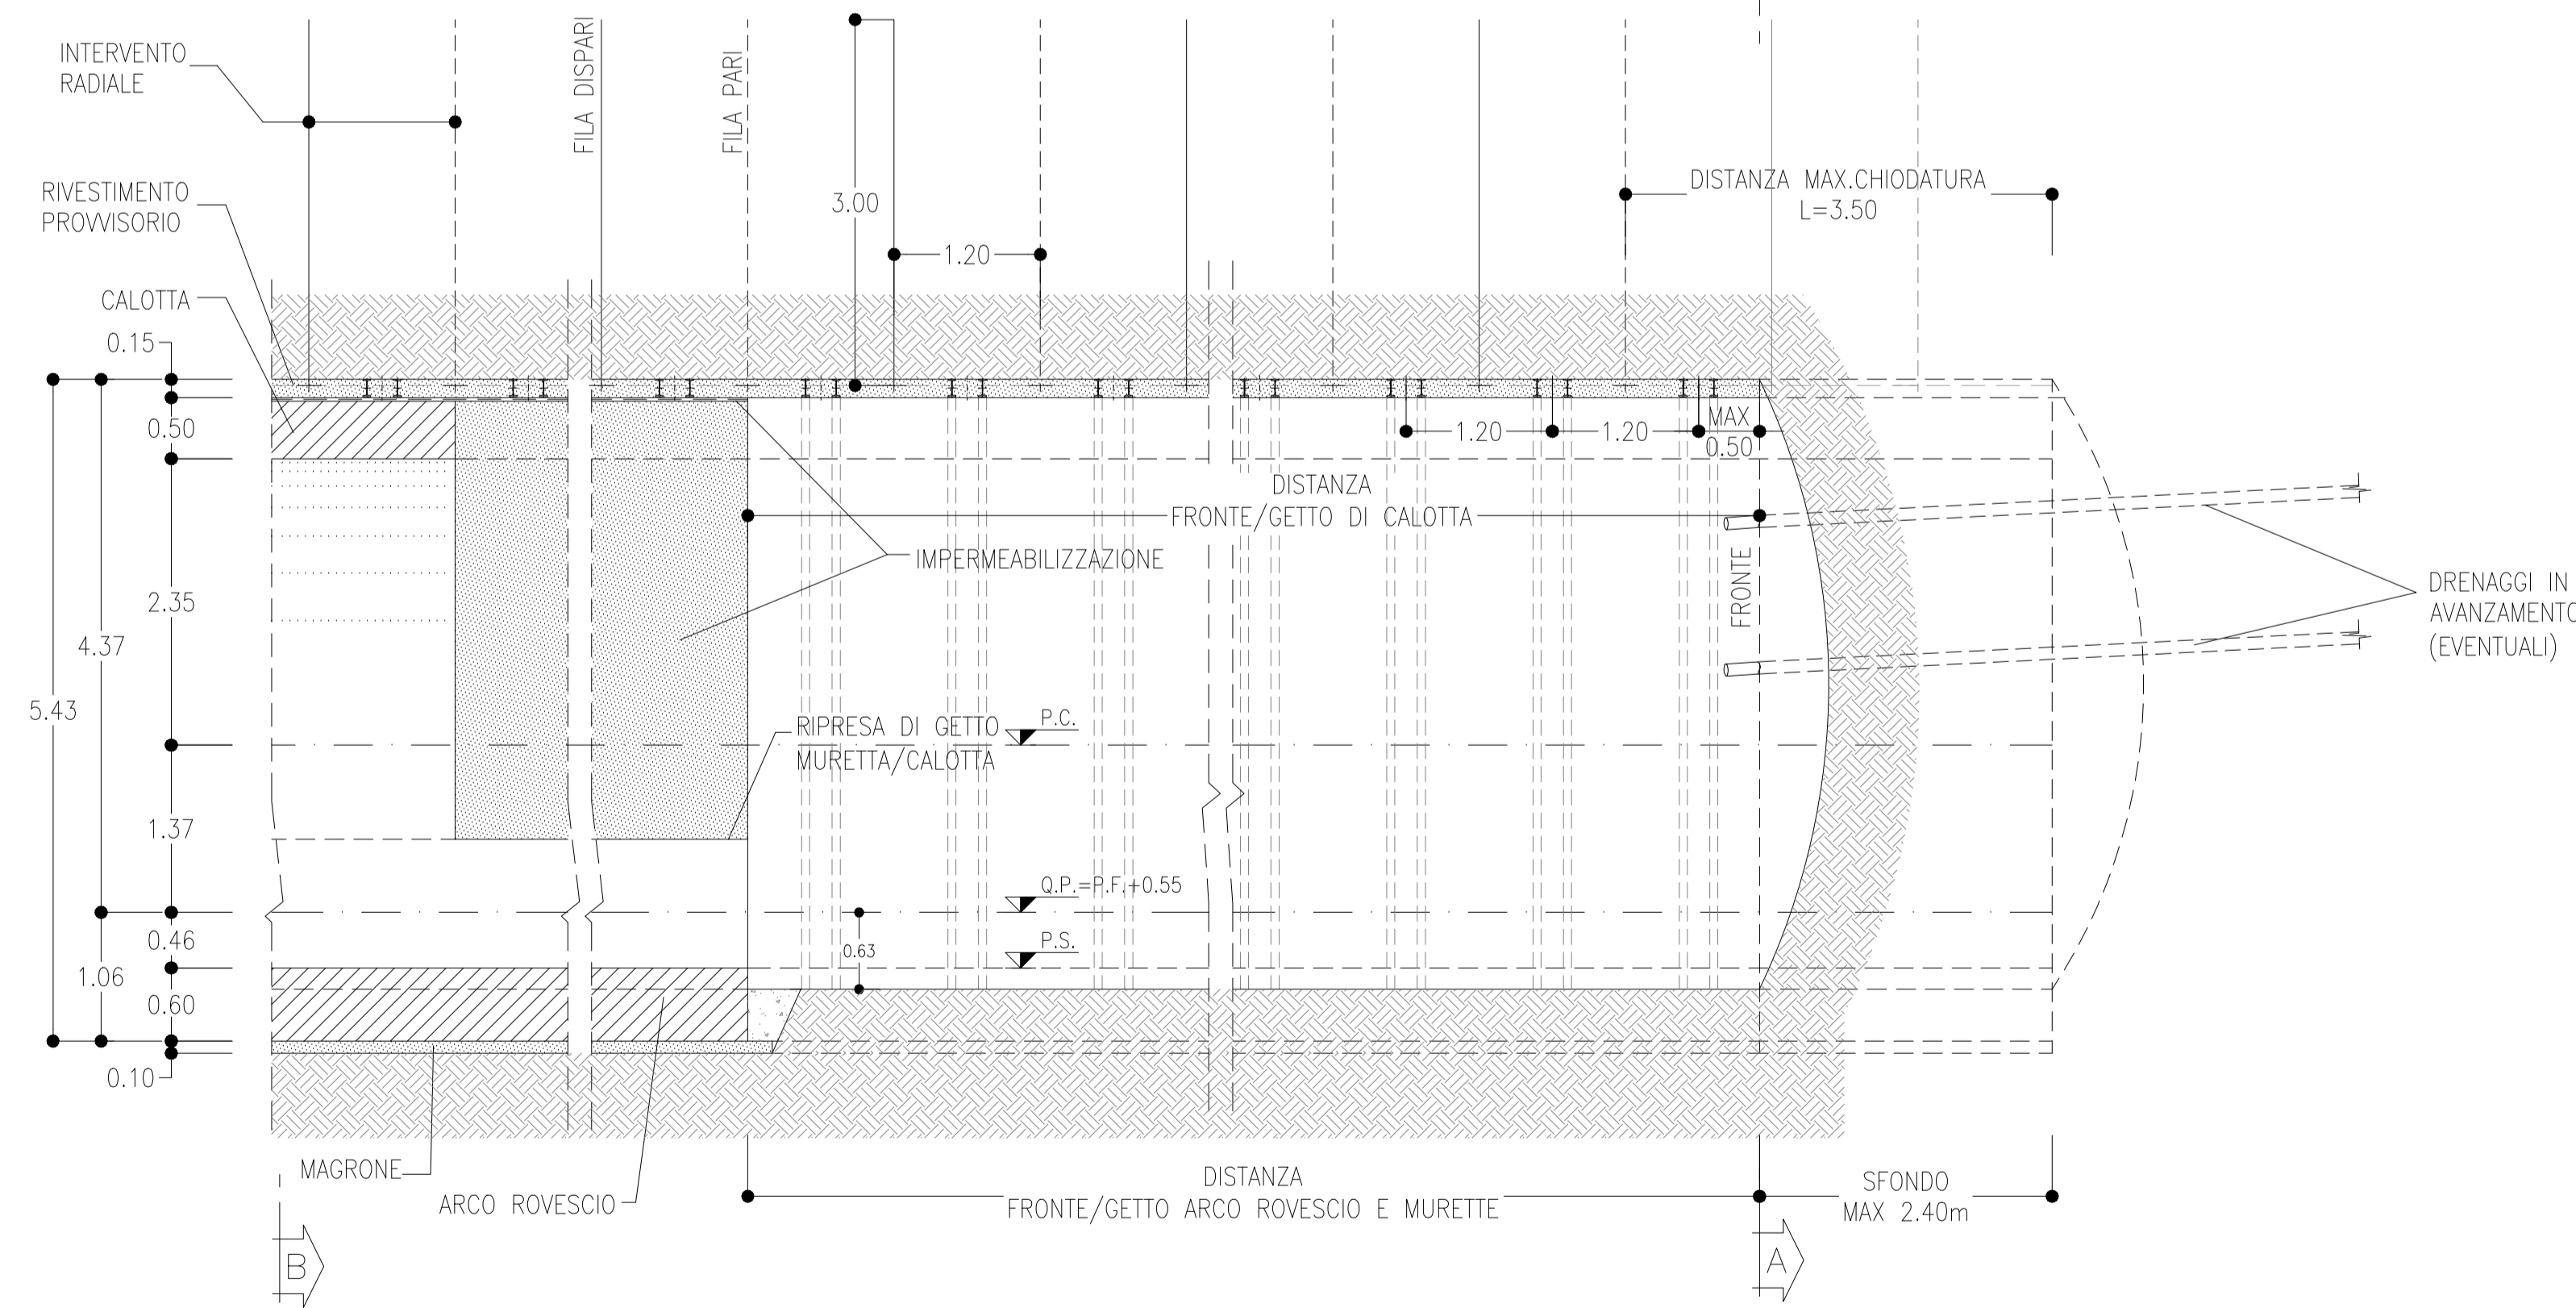 INTERVENTO
RADIALE
FILA DISPARI
FILA PARI
3.00
DISTANZA MAX.CHIODATURA
L=3.50
RIVESTIMENTO
PROVVISORIO
1.20
CALOTTA
0.15
0.50
1.20
1.20
MAX
0.50
DISTANZA
FRONTE/GETTO DI CALOTTA
IMPERMEABILIZZAZIONE
FRONTE
DRENAGGI IN
AVANZAMENTO
(EVENTUALI)
2.35
4.37
5.43
RIPRESA DI GETTO
MURETTA/CALOTTA
P.C.
1.37
Q.P.=P.F.+0.55
0.46
0.63
P.S.
1.06
0.60
0.10
MAGRONE
ARCO ROVESCIO
DISTANZA
FRONTE/GETTO ARCO ROVESCIO E MURETTE
SFONDO
MAX 2.40m
B
A